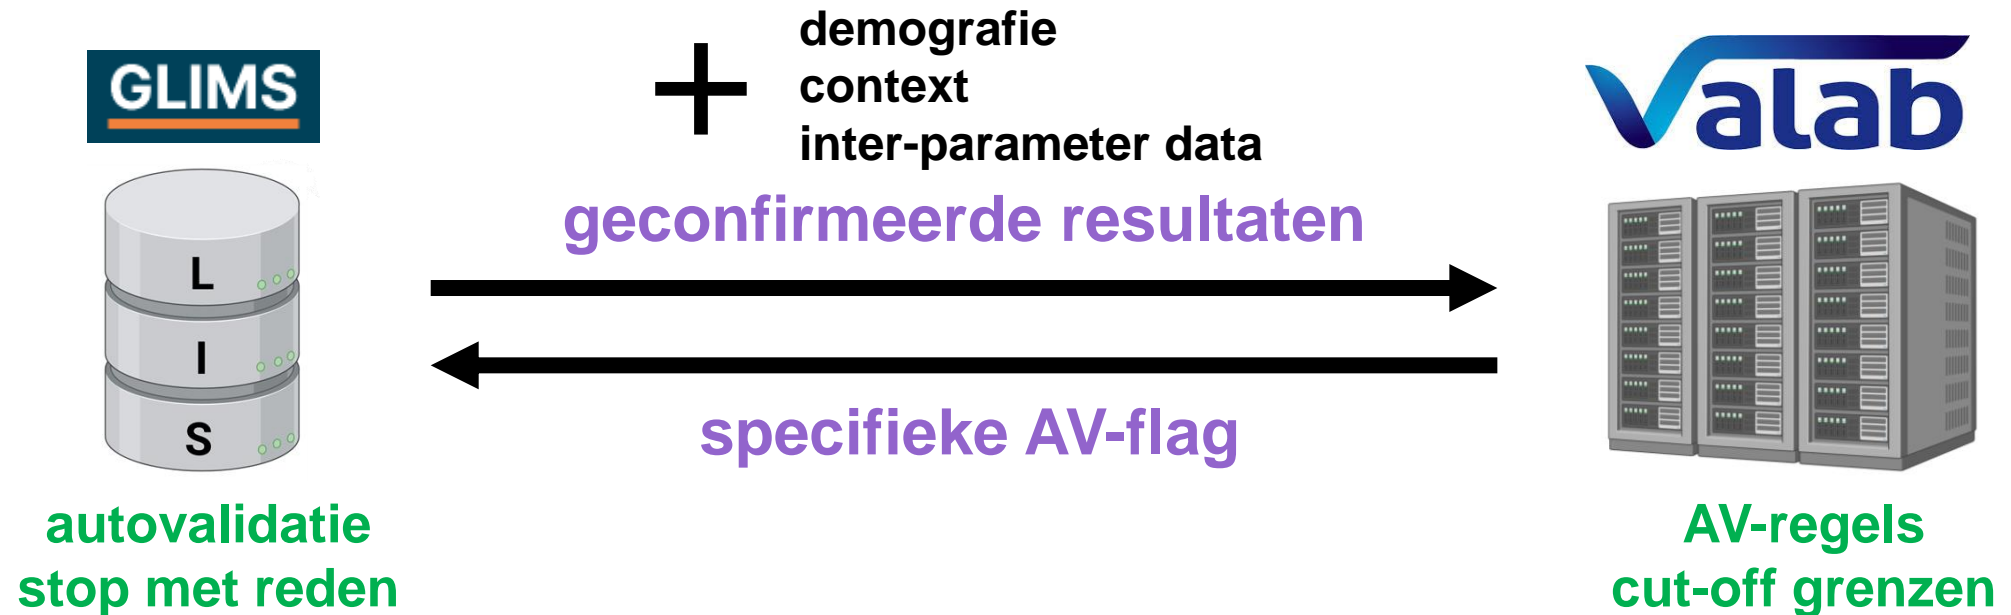 GLIMS
L
I
S
autovalidatie
stop met reden
+
demografie
context
inter-parameter data
geconfirmeerde resultaten
specifieke AV-flag
Valab
AV-regels
cut-off grenzen